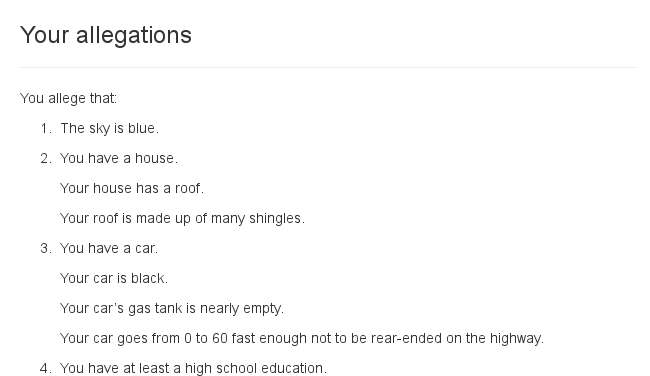 Your allegations
You allege that:
1. The sky is blue.
2. You have a house.
Your house has a roof.
Your roof is made up of many shingles.
3. You have a car.
Your car is black.
Your car's gas tank is nearly empty.
Your car goes from 0 to 60 fast enough not to be rear-ended on the highway.
4. You have at least a high school education.